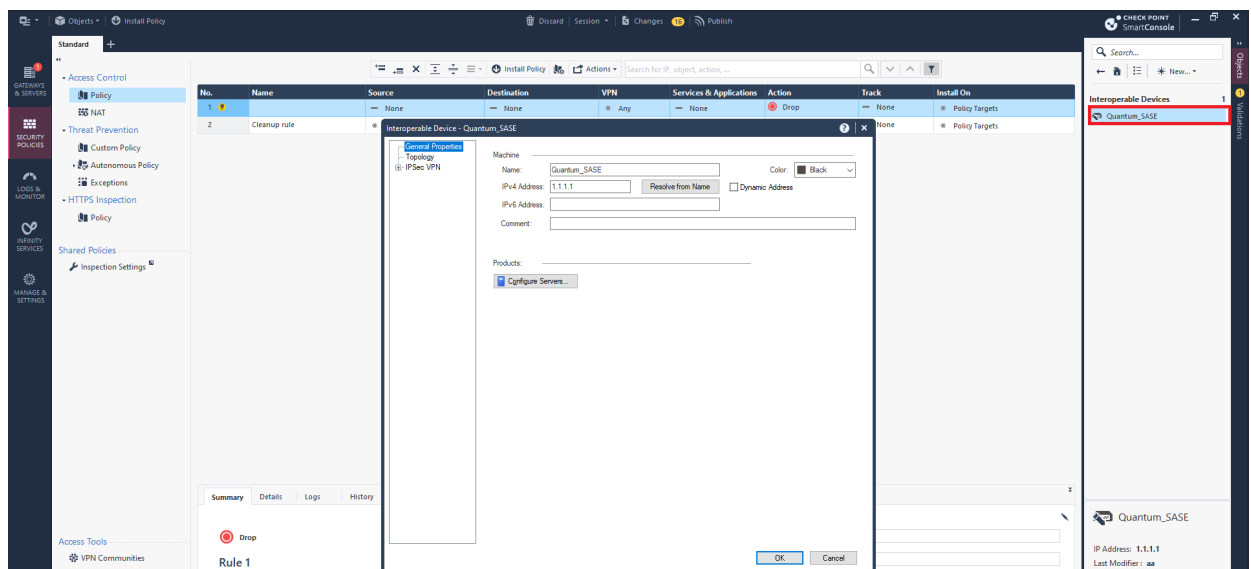 Objects Install Policy Discard Session Changes 16 Publish CHECK POINT
SmartConsole
Standard
GATEWAYS
& SERVERS
1
SECURITY
POLICIES
LOGS &
MONITOR
INFINITY
SERVICES
MANAGE &
SETTINGS
Access Control
Policy
NAT
Threat Prevention
Custom Policy
Autonomous Policy
Exceptions
HTTPS Inspection
Policy
Shared Policies
Inspection Settings
Access Tools
VPN Communities
Install Policy Actions Search for IP, object, action, ...
No. Name Source Destination VPN Services & Applications Action Track Install On
1 None None Any None Drop None Policy Targets
2 Cleanup rule None Policy Targets
Interoperable Device - Quantum_SASE
General Properties
Topology
IPSec VPN
Machine
Name: Quantum_SASE Color: Black
IPv4 Address: 1.1.1.1 Resolve from Name Dynamic Address
IPv6 Address:
Comment:
Products:
Configure Servers...
OK Cancel
Summary Details Logs History
Drop
Rule 1
Search...
New...
Interoperable Devices 1
Quantum_SASE
Quantum_SASE
IP Address: 1.1.1.1
Last Modifier: aa
Objects
1
Validations